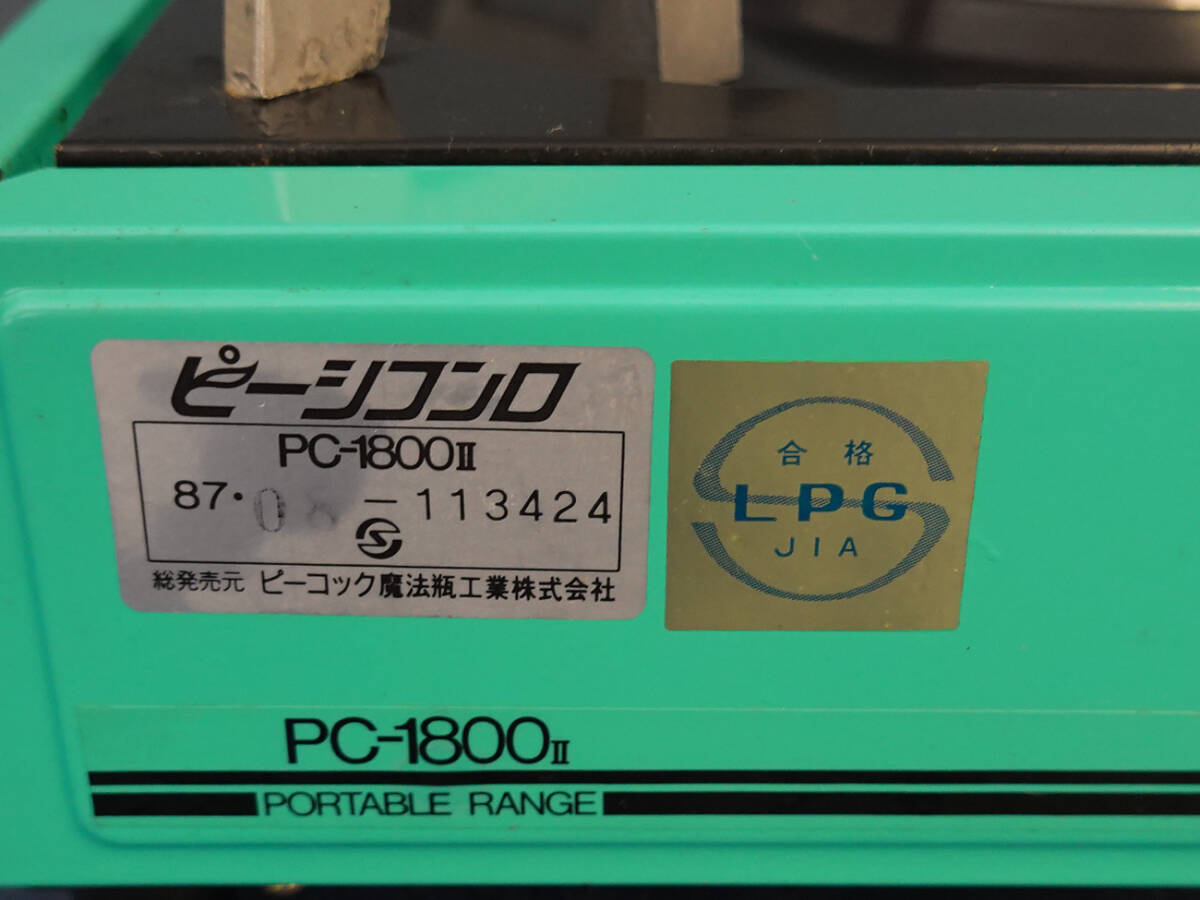 ピーシコンロ
PC-1800Ⅱ
87・08-113424
総発売元 ピーコック魔法瓶工業株式会社
合格
LPG
JIA
PC-1800Ⅱ
PORTABLE RANGE